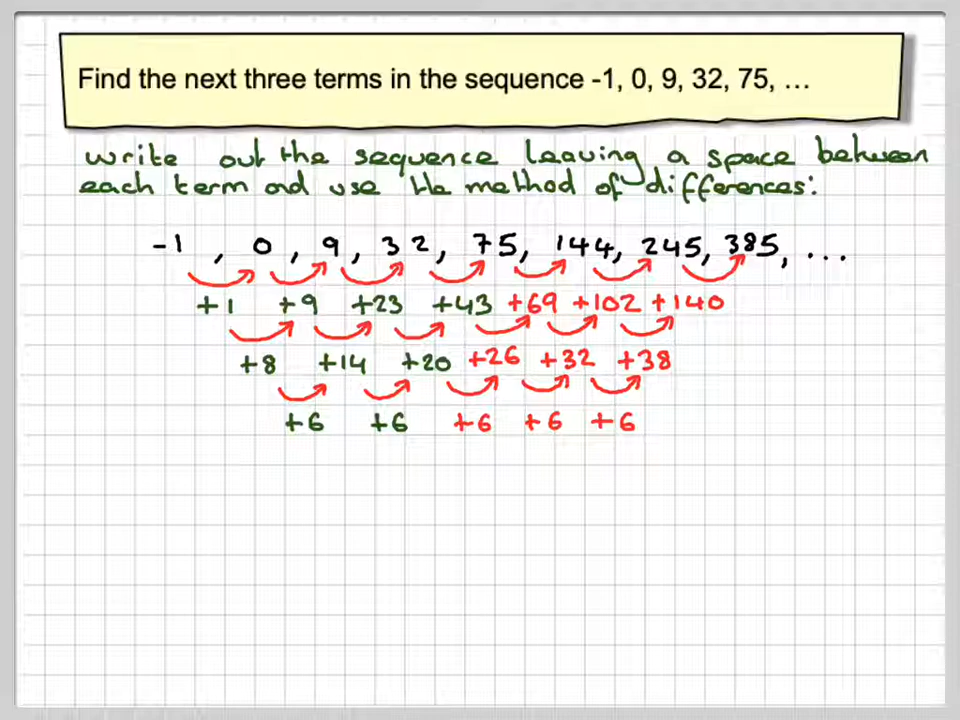 Find the next three terms in the sequence -1, 0, 9, 32, 75, …
write out the sequence leaving a space between
each term and use the method of differences:
-1 , 0 , 9 , 32 , 75 , 144 , 245 , 385 , ...
+1 +9 +23 +43 +69 +102 +140
+8 +14 +20 +26 +32 +38
+6 +6 +6 +6 +6